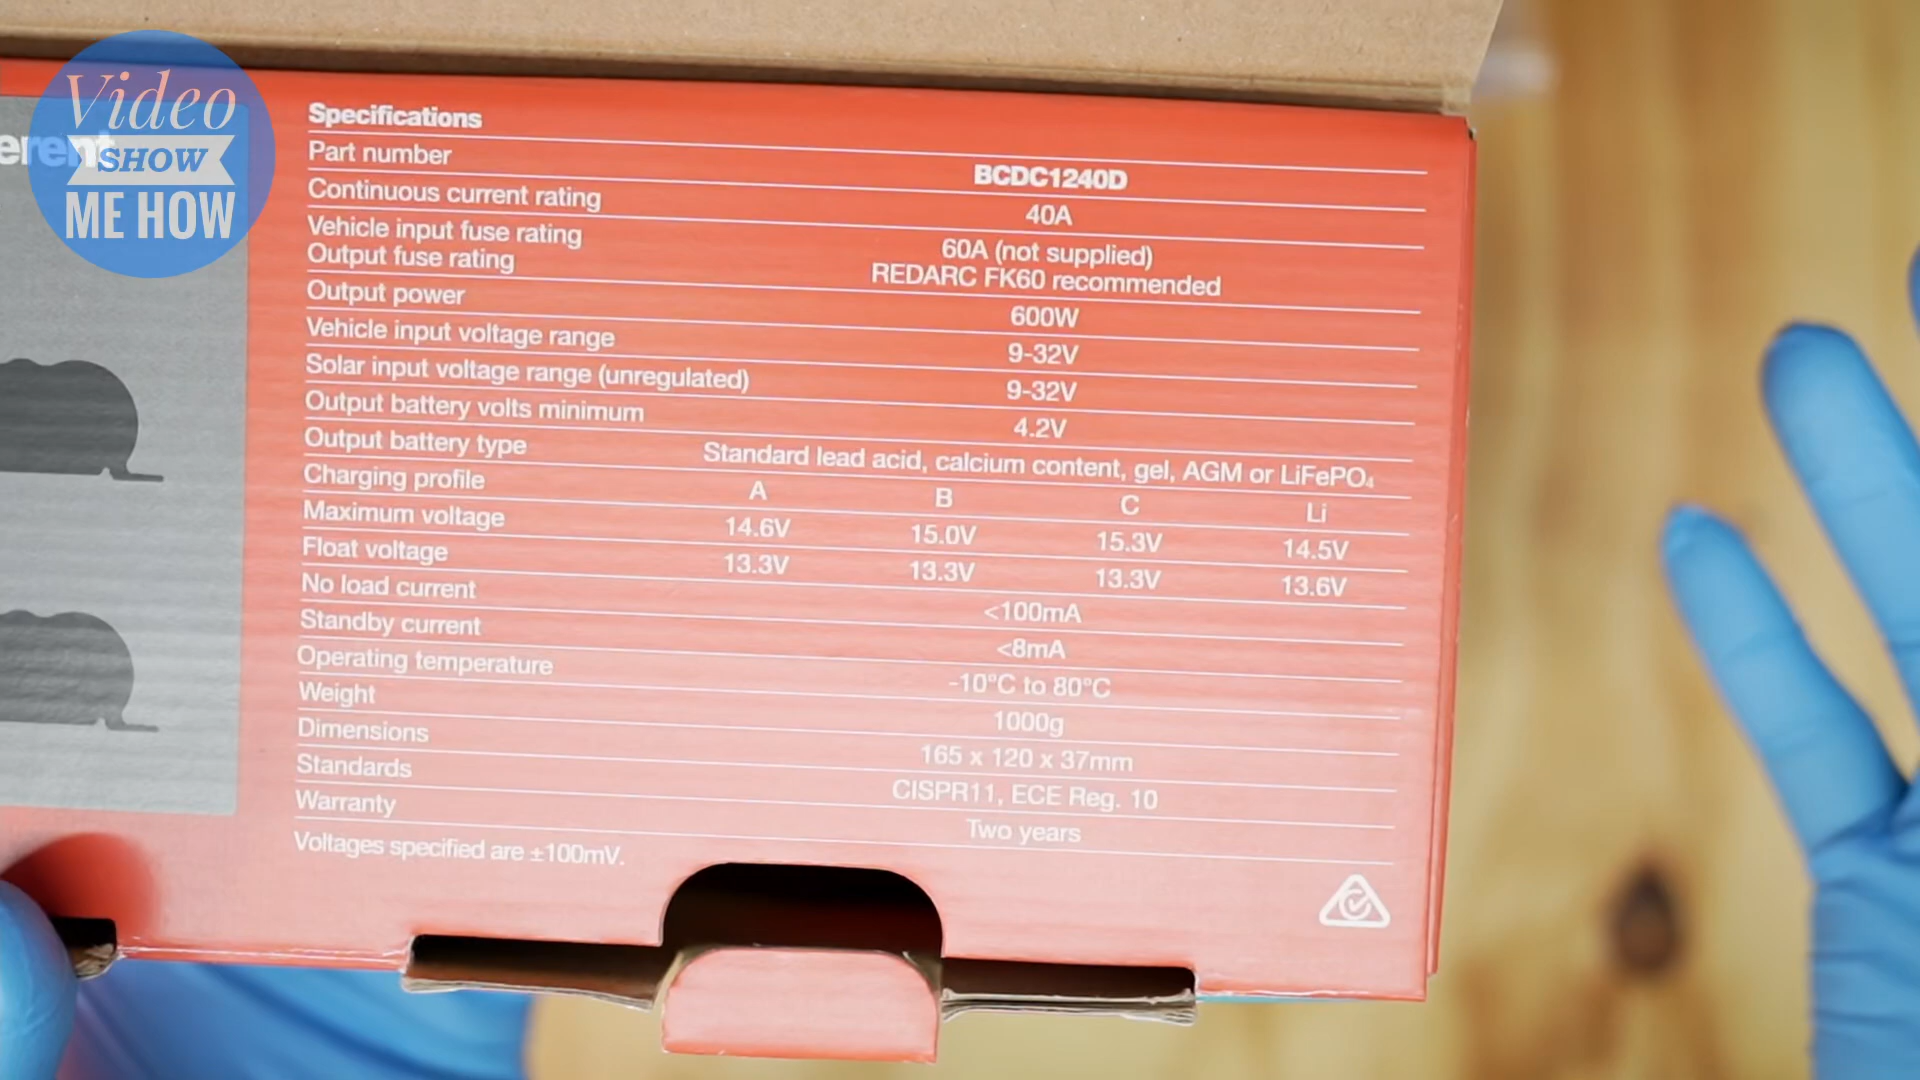 Video
SHOW
ME HOW
erent
Specifications
Part number BCDC1240D
Continuous current rating 40A
Vehicle input fuse rating 60A (not supplied)
Output fuse rating REDARC FK60 recommended
Output power 600W
Vehicle input voltage range 9-32V
Solar input voltage range (unregulated) 9-32V
Output battery volts minimum 4.2V
Output battery type Standard lead acid, calcium content, gel, AGM or LiFePO₄
Charging profile A B C Li
Maximum voltage 14.6V 15.0V 15.3V 14.5V
Float voltage 13.3V 13.3V 13.3V 13.6V
No load current <100mA
Standby current <8mA
Operating temperature -10°C to 80°C
Weight 1000g
Dimensions 165 x 120 x 37mm
Standards CISPR11, ECE Reg. 10
Warranty Two years
Voltages specified are ±100mV.